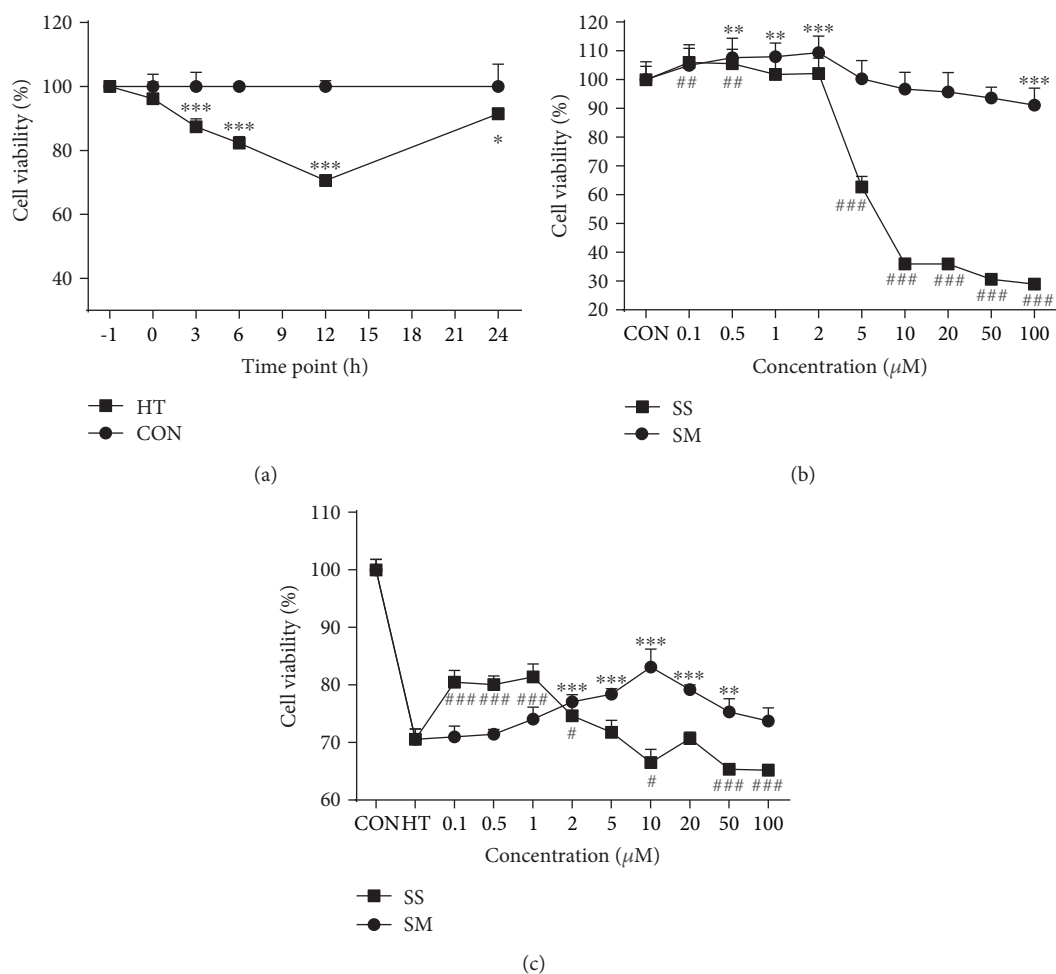 120
100
80
60
40
Cell viability (%)
***
***
***
*
-1 0 3 6 9 12 15 18 21 24
Time point (h)
HT
CON
(a)
120
110
100
90
80
70
60
50
40
30
20
Cell viability (%)
** ** *** ***
## ## ### ### ### ### ###
CON 0.1 0.5 1 2 5 10 20 50 100
Concentration (μM)
SS
SM
(b)
110
100
90
80
70
60
Cell viability (%)
*** *** *** *** **
### ### ### # # ### ###
CON HT 0.1 0.5 1 2 5 10 20 50 100
Concentration (μM)
SS
SM
(c)